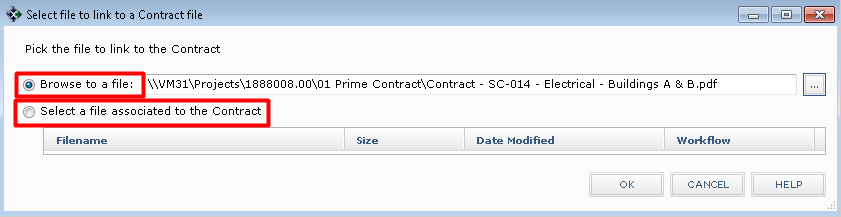 Select file to link to a Contract file
Pick the file to link to the Contract
Browse to a file: \\VM31\Projects\1888008.00\01 Prime Contract\Contract - SC-014 - Electrical - Buildings A & B.pdf ...
Select a file associated to the Contract
Filename Size Date Modified Workflow
OK CANCEL HELP